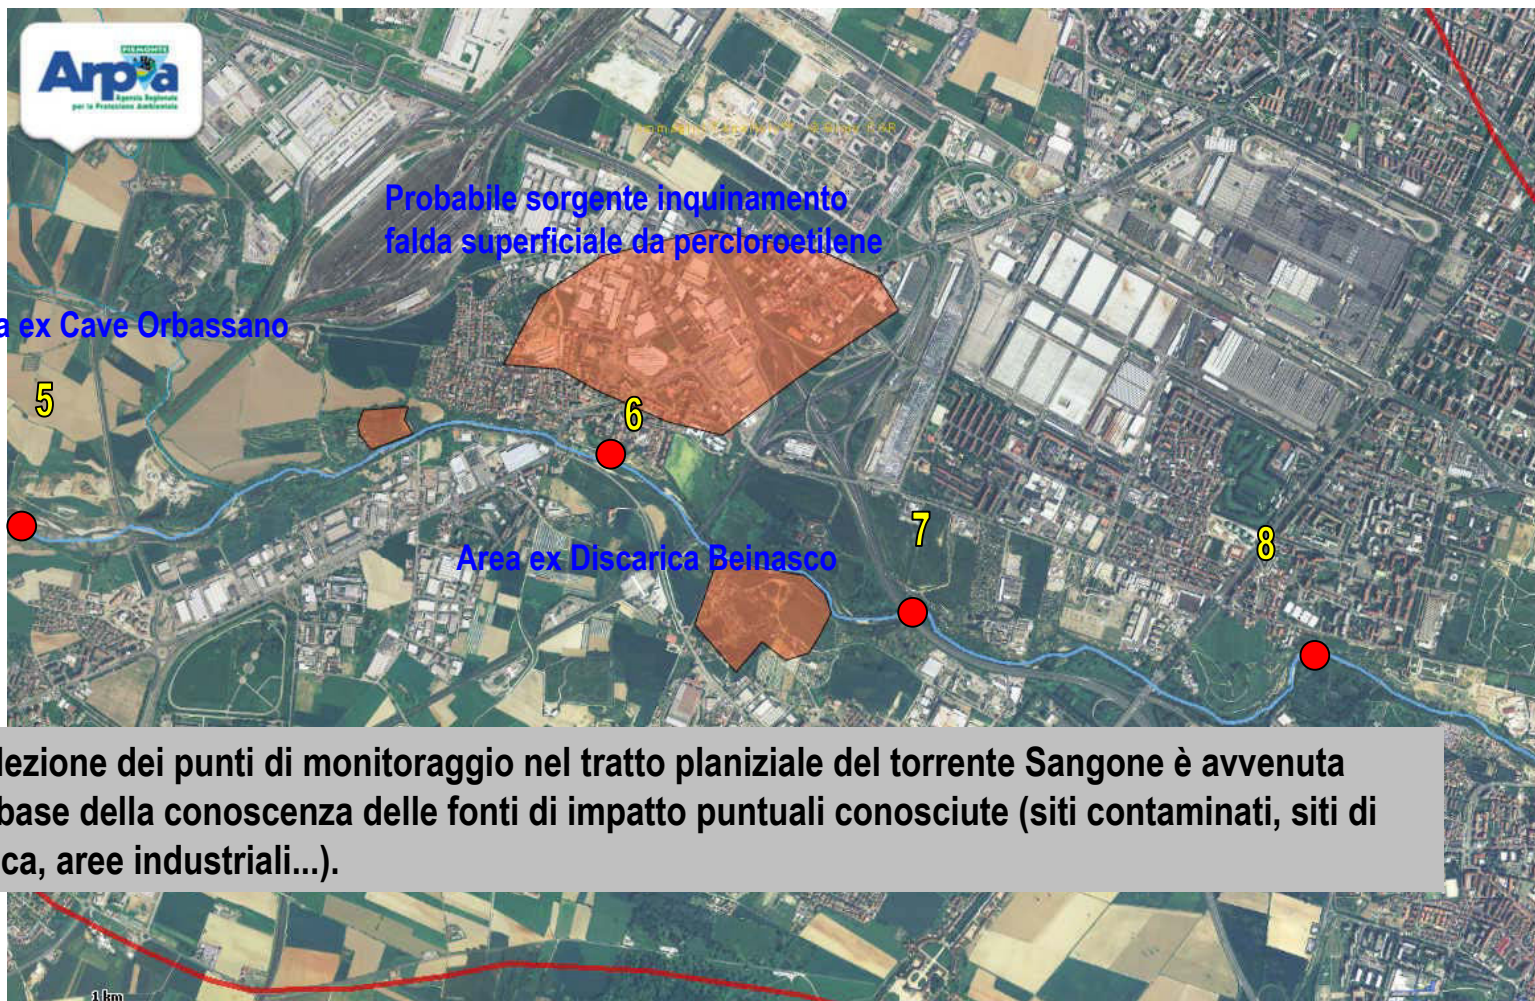 PIEMONTE
Arpa
Agenzia Regionale
per la Protezione Ambientale
Probabile sorgente inquinamento
falda superficiale da percloroetilene
a ex Cave Orbassano
5
6
Area ex Discarica Beinasco
7
8
lezione dei punti di monitoraggio nel tratto planiziale del torrente Sangone è avvenuta
base della conoscenza delle fonti di impatto puntuali conosciute (siti contaminati, siti di
ca, aree industriali...).
1 km